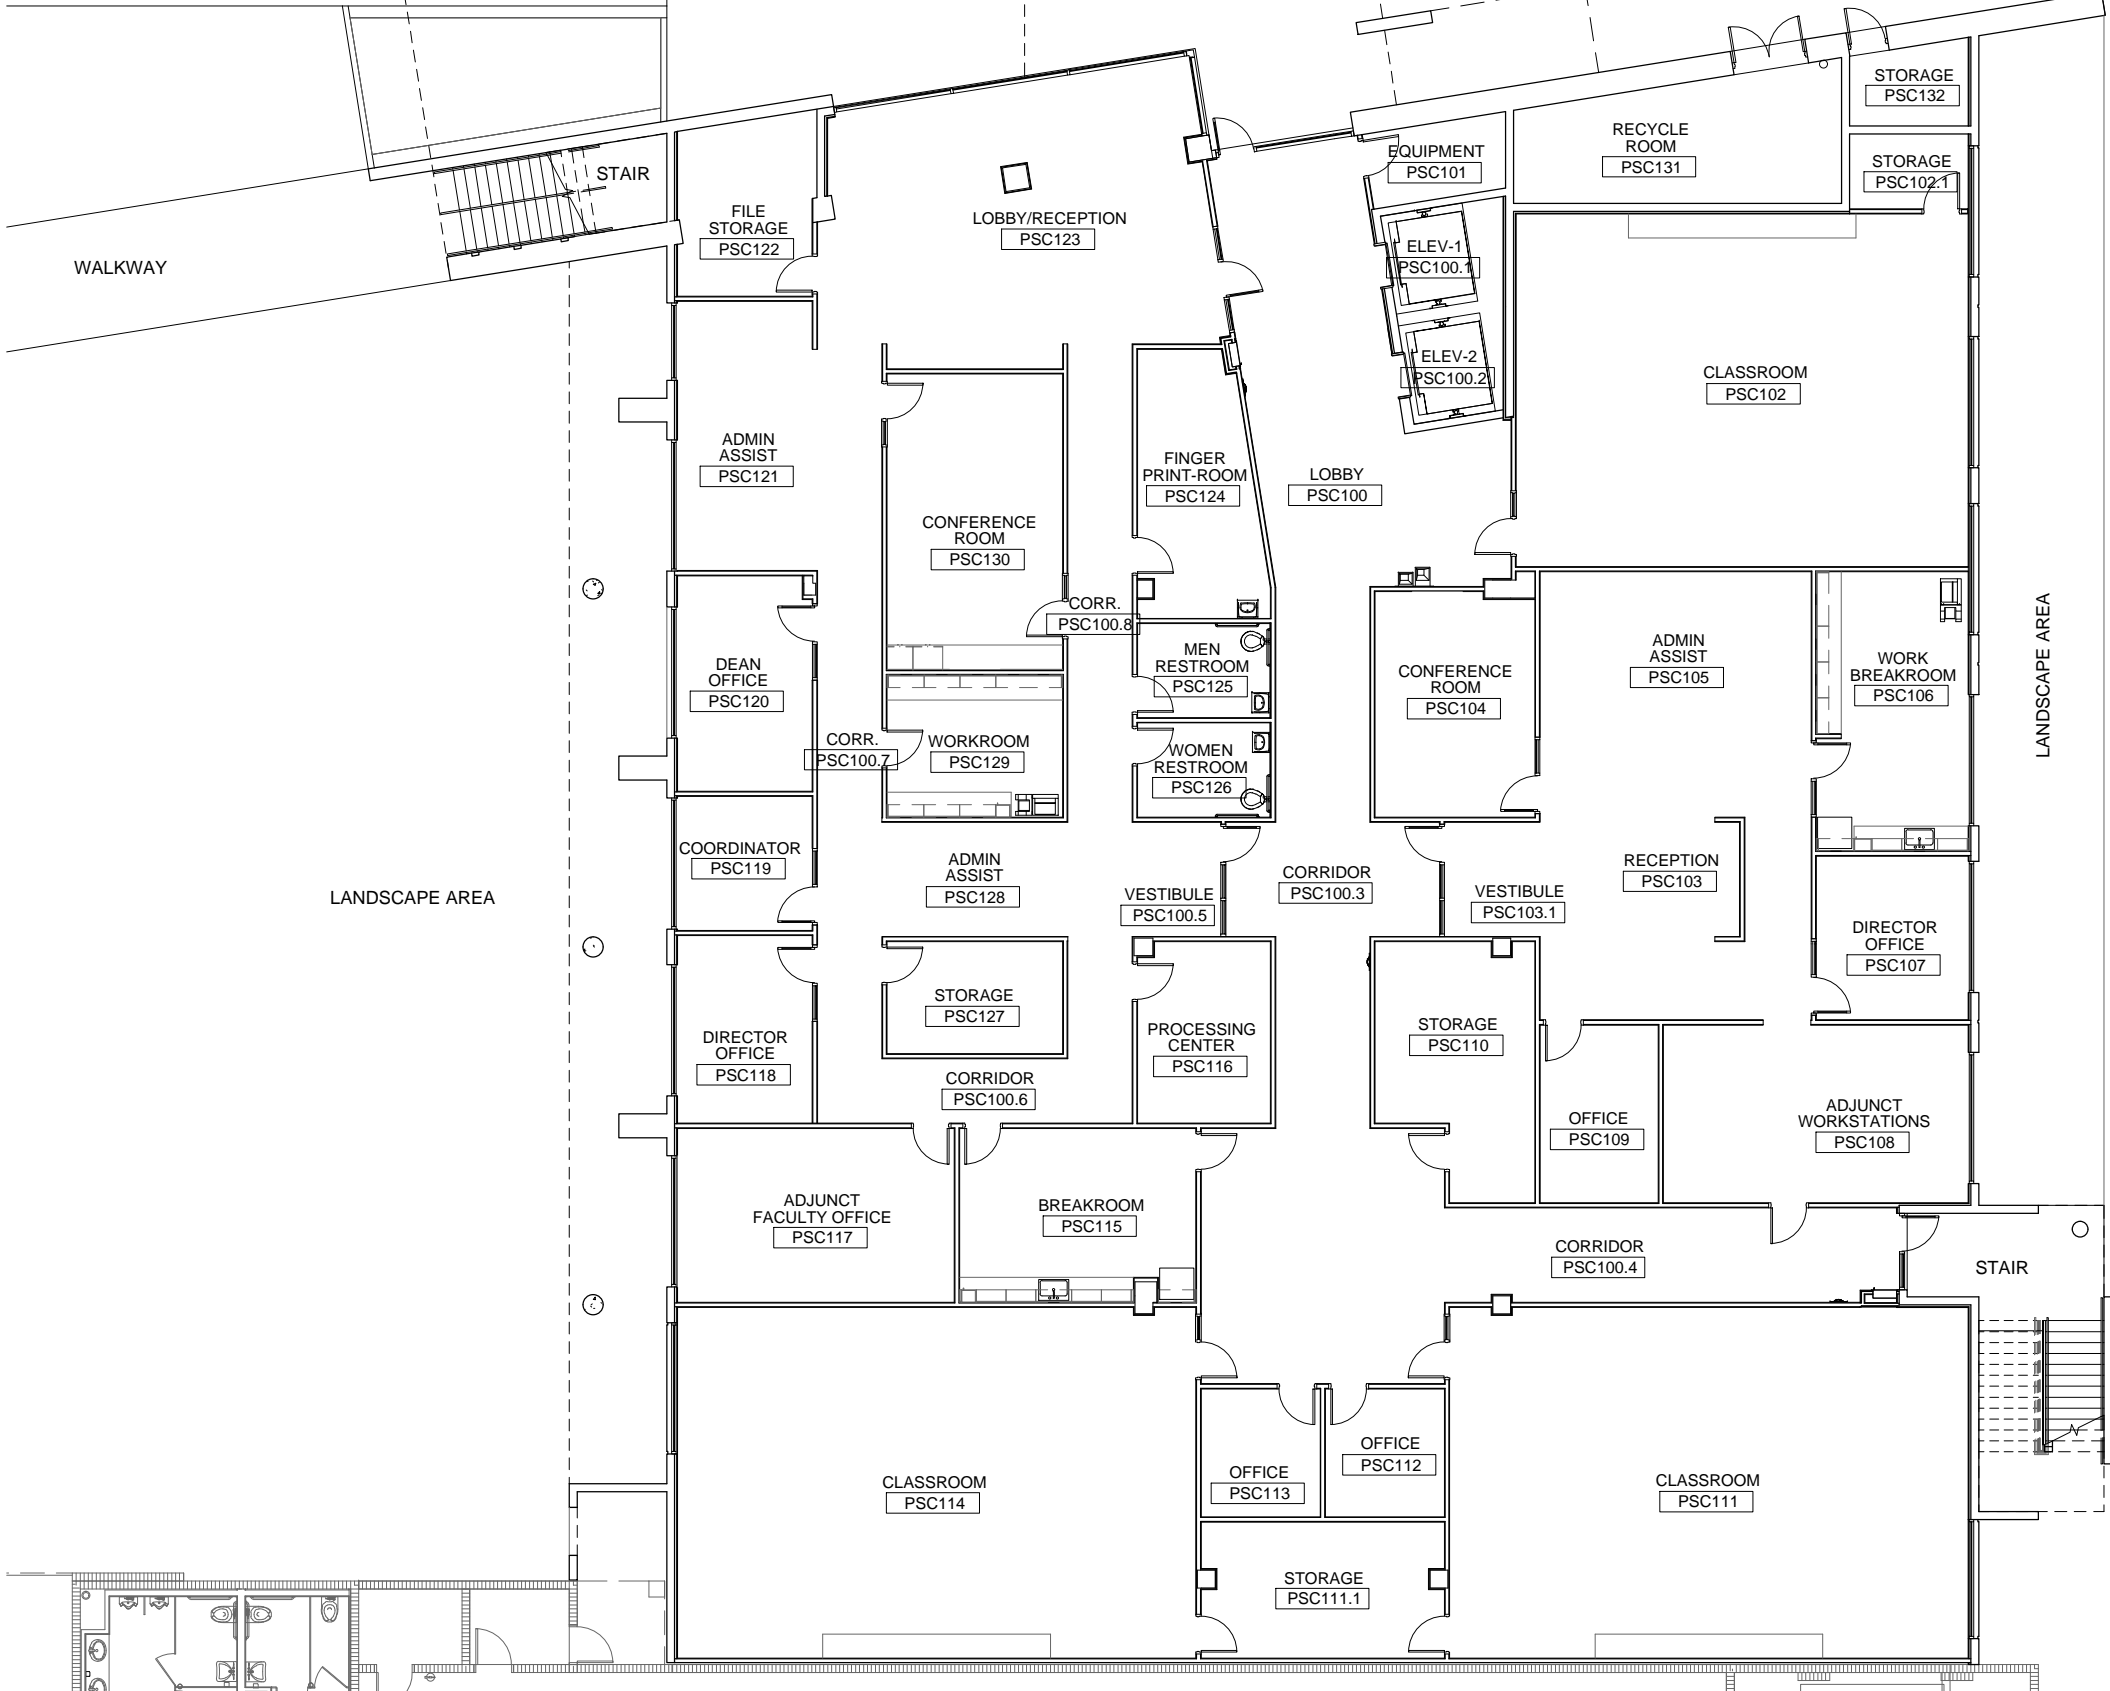 STORAGE
PSC132
RECYCLE
ROOM
PSC131
EQUIPMENT
PSC101
STORAGE
PSC102.1
STAIR
FILE
STORAGE
PSC122
LOBBY/RECEPTION
PSC123
WALKWAY
ELEV-1
PSC100.1
ELEV-2
PSC100.2
CLASSROOM
PSC102
ADMIN
ASSIST
PSC121
FINGER
PRINT-ROOM
PSC124
LOBBY
PSC100
CONFERENCE
ROOM
PSC130
CORR.
PSC100.8
DEAN
OFFICE
PSC120
MEN
RESTROOM
PSC125
CONFERENCE
ROOM
PSC104
ADMIN
ASSIST
PSC105
WORK
BREAKROOM
PSC106
LANDSCAPE AREA
CORR.
PSC100.7
WORKROOM
PSC129
WOMEN
RESTROOM
PSC126
COORDINATOR
PSC119
ADMIN
ASSIST
PSC128
VESTIBULE
PSC100.5
CORRIDOR
PSC100.3
VESTIBULE
PSC103.1
RECEPTION
PSC103
LANDSCAPE AREA
DIRECTOR
OFFICE
PSC107
STORAGE
PSC127
DIRECTOR
OFFICE
PSC118
PROCESSING
CENTER
PSC116
STORAGE
PSC110
CORRIDOR
PSC100.6
OFFICE
PSC109
ADJUNCT
WORKSTATIONS
PSC108
ADJUNCT
FACULTY OFFICE
PSC117
BREAKROOM
PSC115
CORRIDOR
PSC100.4
STAIR
CLASSROOM
PSC114
OFFICE
PSC113
OFFICE
PSC112
CLASSROOM
PSC111
STORAGE
PSC111.1